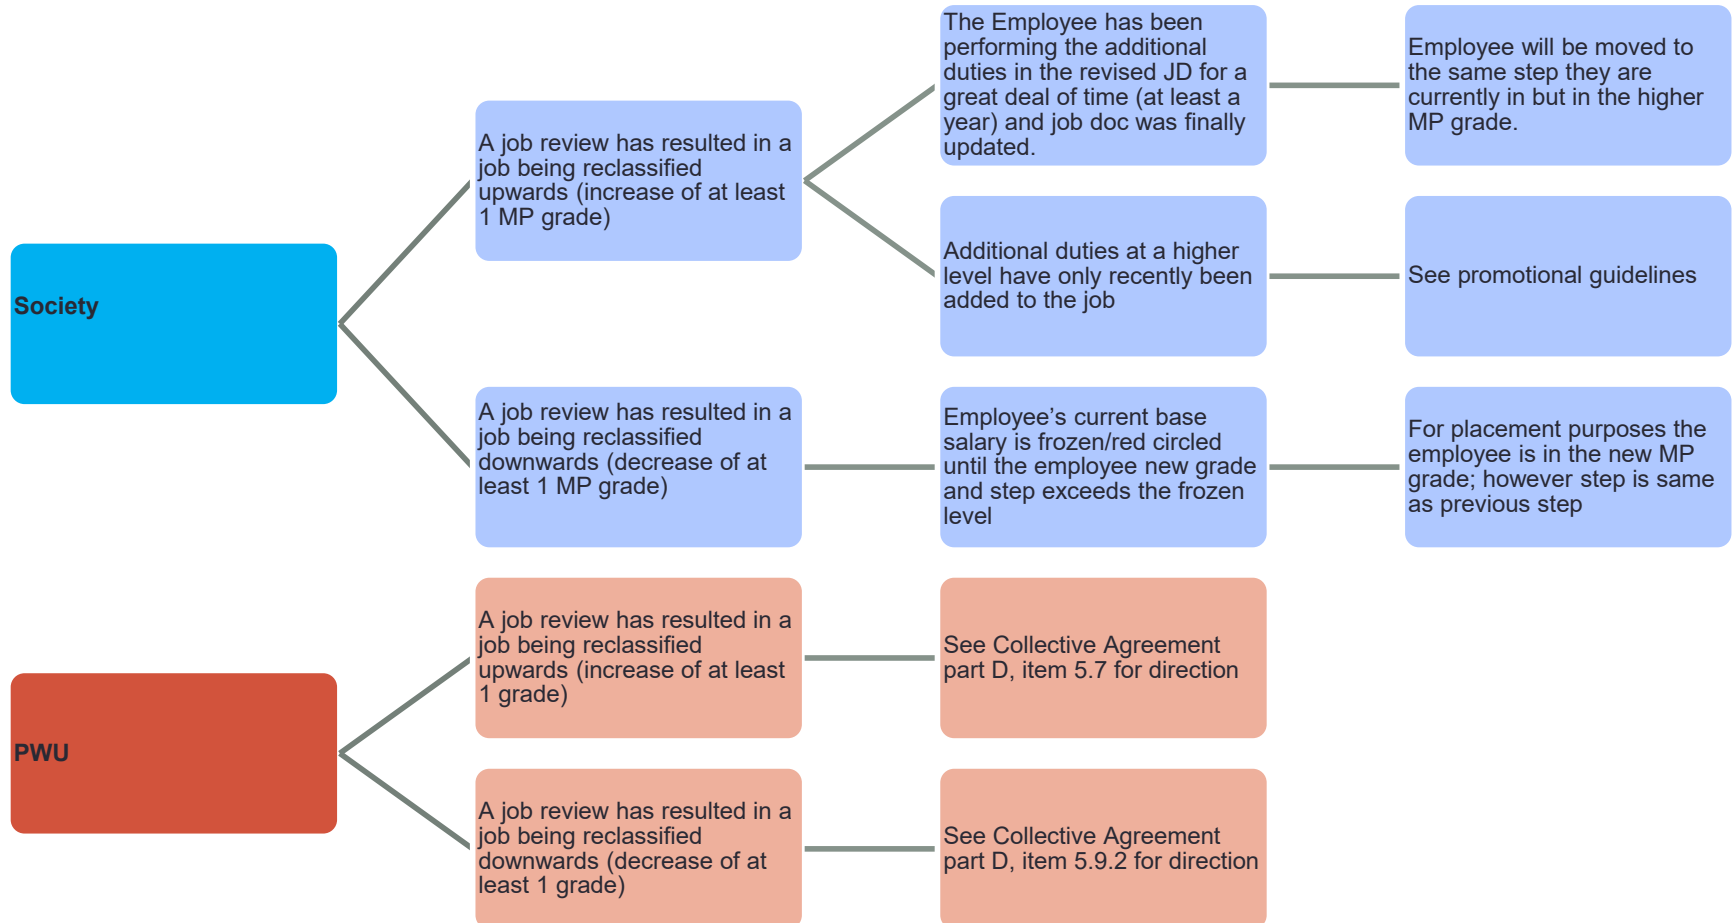 Society
A job review has resulted in a
job being reclassified
upwards (increase of at least
1 MP grade)
The Employee has been
performing the additional
duties in the revised JD for a
great deal of time (at least a
year) and job doc was finally
updated.
Employee will be moved to
the same step they are
currently in but in the higher
MP grade.
Additional duties at a higher
level have only recently been
added to the job
See promotional guidelines
A job review has resulted in a
job being reclassified
downwards (decrease of at
least 1 MP grade)
Employee’s current base
salary is frozen/red circled
until the employee new grade
and step exceeds the frozen
level
For placement purposes the
employee is in the new MP
grade; however step is same
as previous step
PWU
A job review has resulted in a
job being reclassified
upwards (increase of at least
1 grade)
See Collective Agreement
part D, item 5.7 for direction
A job review has resulted in a
job being reclassified
downwards (decrease of at
least 1 grade)
See Collective Agreement
part D, item 5.9.2 for direction